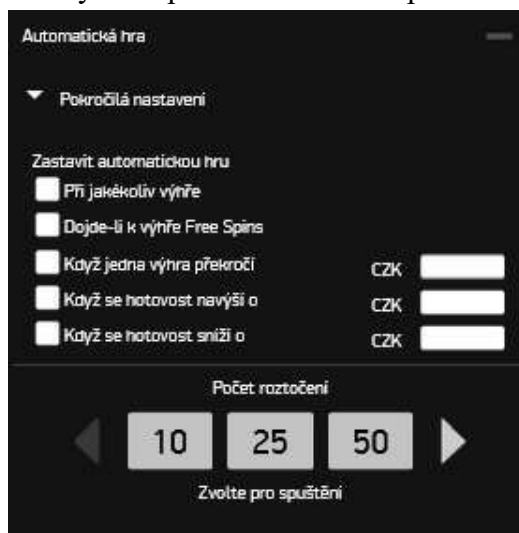 Automatická hra
Pokročilá nastavení
Zastavit automatickou hru
Při jakékoliv výhře
Dojde-li k výhře Free Spins
Když jedna výhra překročí CZK
Když se hotovost navýší o CZK
Když se hotovost sníží o CZK
Počet roztočení
10 25 50
Zvolte pro spuštění